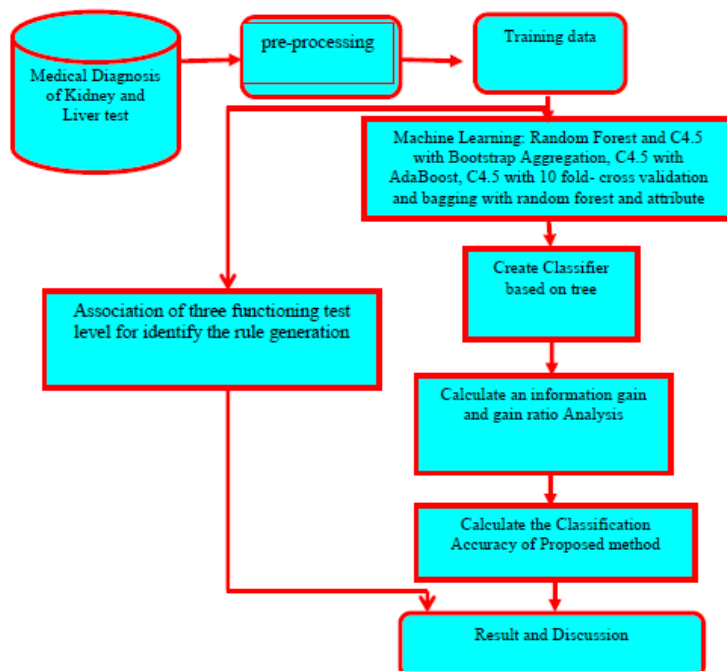 Medical Diagnosis
of Kidney and
Liver test
pre-processing
Training data
Machine Learning: Random Forest and C4.5
with Bootstrap Aggregation, C4.5 with
AdaBoost, C4.5 with 10 fold- cross validation
and bagging with random forest and attribute
Create Classifier
based on tree
Association of three functioning test
level for identify the rule generation
Calculate an information gain
and gain ratio Analysis
Calculate the Classification
Accuracy of Proposed method
Result and Discussion